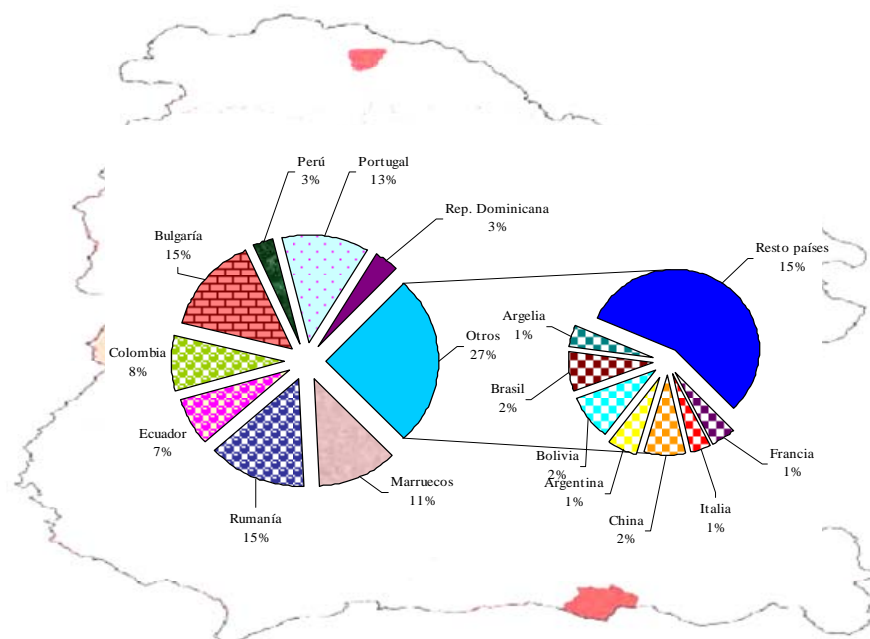 Perú
3%
Portugal
13%
Rep. Dominicana
3%
Bulgaría
15%
Colombia
8%
Ecuador
7%
Rumanía
15%
Marruecos
11%
Otros
27%
Resto países
15%
Argelia
1%
Brasil
2%
Bolivia
2%
Argentina
1%
China
2%
Italia
1%
Francia
1%